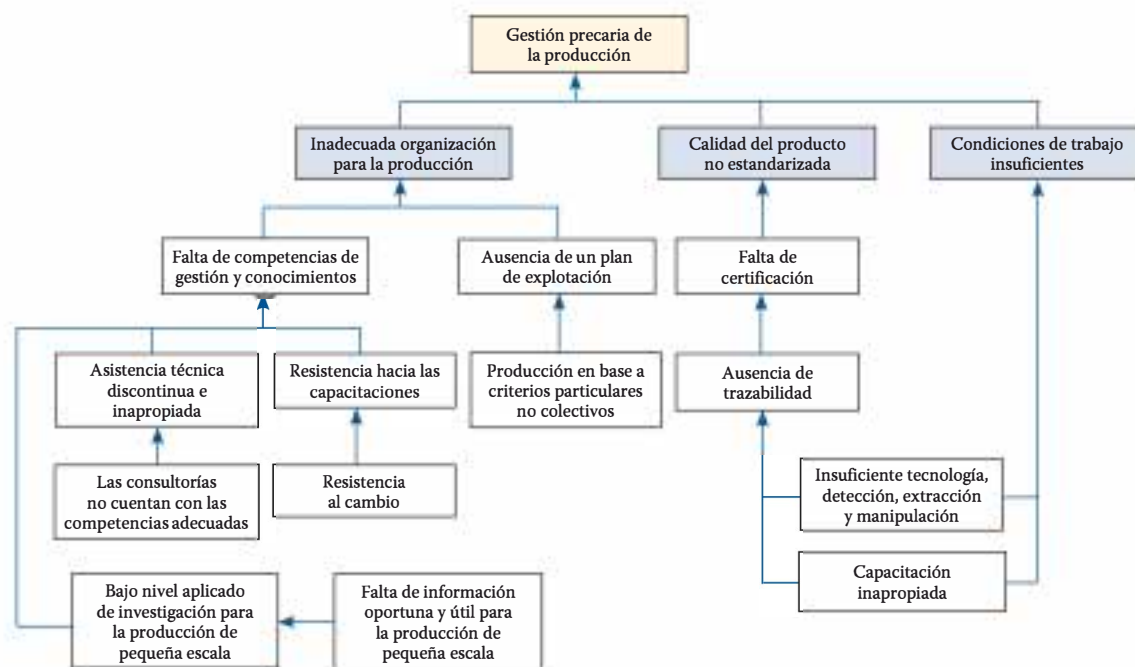 Gestión precaria de
la producción
Inadecuada organización
para la producción
Calidad del producto
no estandarizada
Condiciones de trabajo
insuficientes
Falta de competencias de
gestión y conocimientos
Ausencia de un plan
de explotación
Falta de
certificación
Asistencia técnica
discontinua e
inapropiada
Resistencia hacia las
capacitaciones
Producción en base a
criterios particulares
no colectivos
Ausencia de
trazabilidad
Las consultorías
no cuentan con las
competencias adecuadas
Resistencia
al cambio
Insuficiente tecnología,
detección, extracción
y manipulación
Capacitación
inapropiada
Bajo nivel aplicado
de investigación para
la producción de
pequeña escala
Falta de información
oportuna y útil para
la producción de
pequeña escala